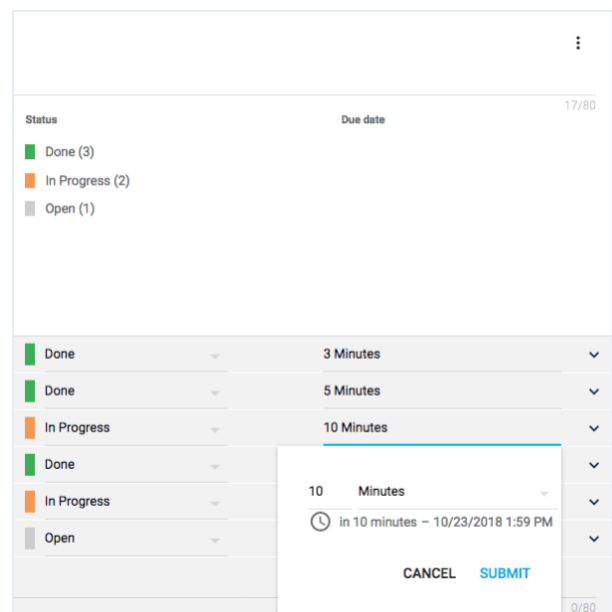 17/80
Status Due date
Done (3)
In Progress (2)
Open (1)
Done 3 Minutes
Done 5 Minutes
In Progress 10 Minutes
Done
10 Minutes
In Progress
in 10 minutes – 10/23/2018 1:59 PM
Open
CANCEL SUBMIT
0/80